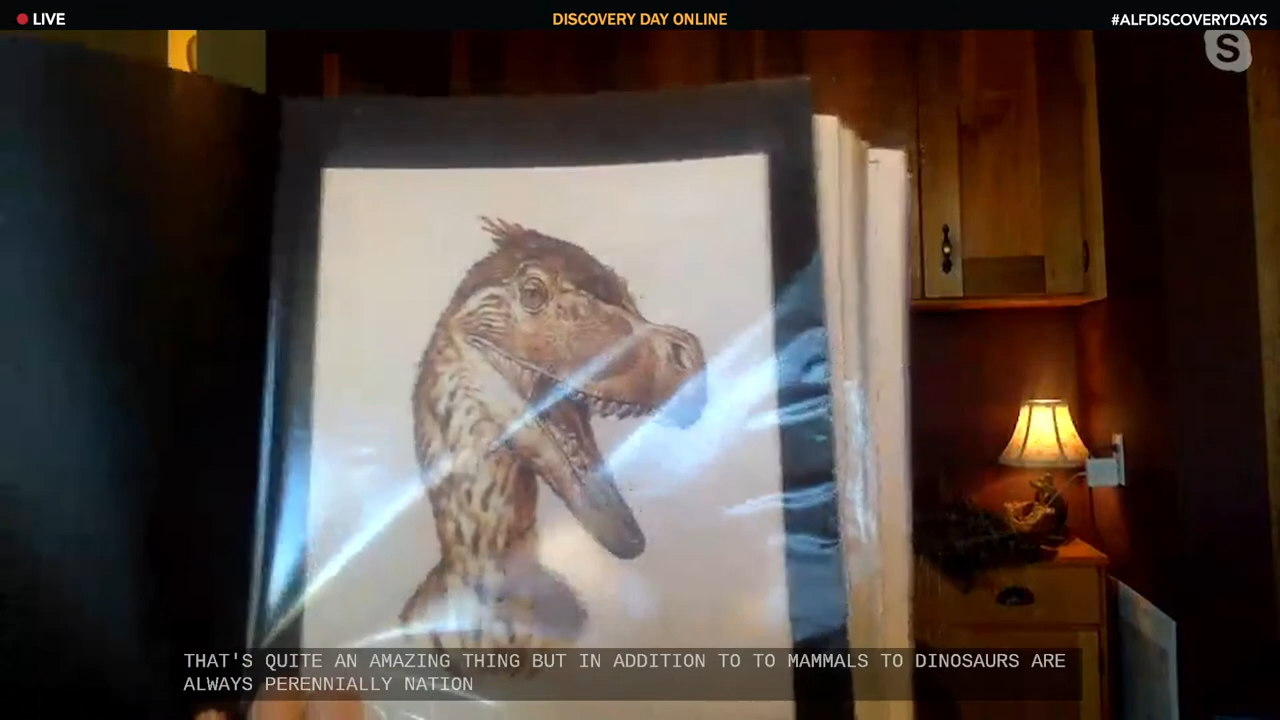 LIVE
DISCOVERY DAY ONLINE
#ALFDISCOVERYDAYS
S
THAT'S QUITE AN AMAZING THING BUT IN ADDITION TO TO MAMMALS TO DINOSAURS ARE
ALWAYS PERENNIALLY NATION